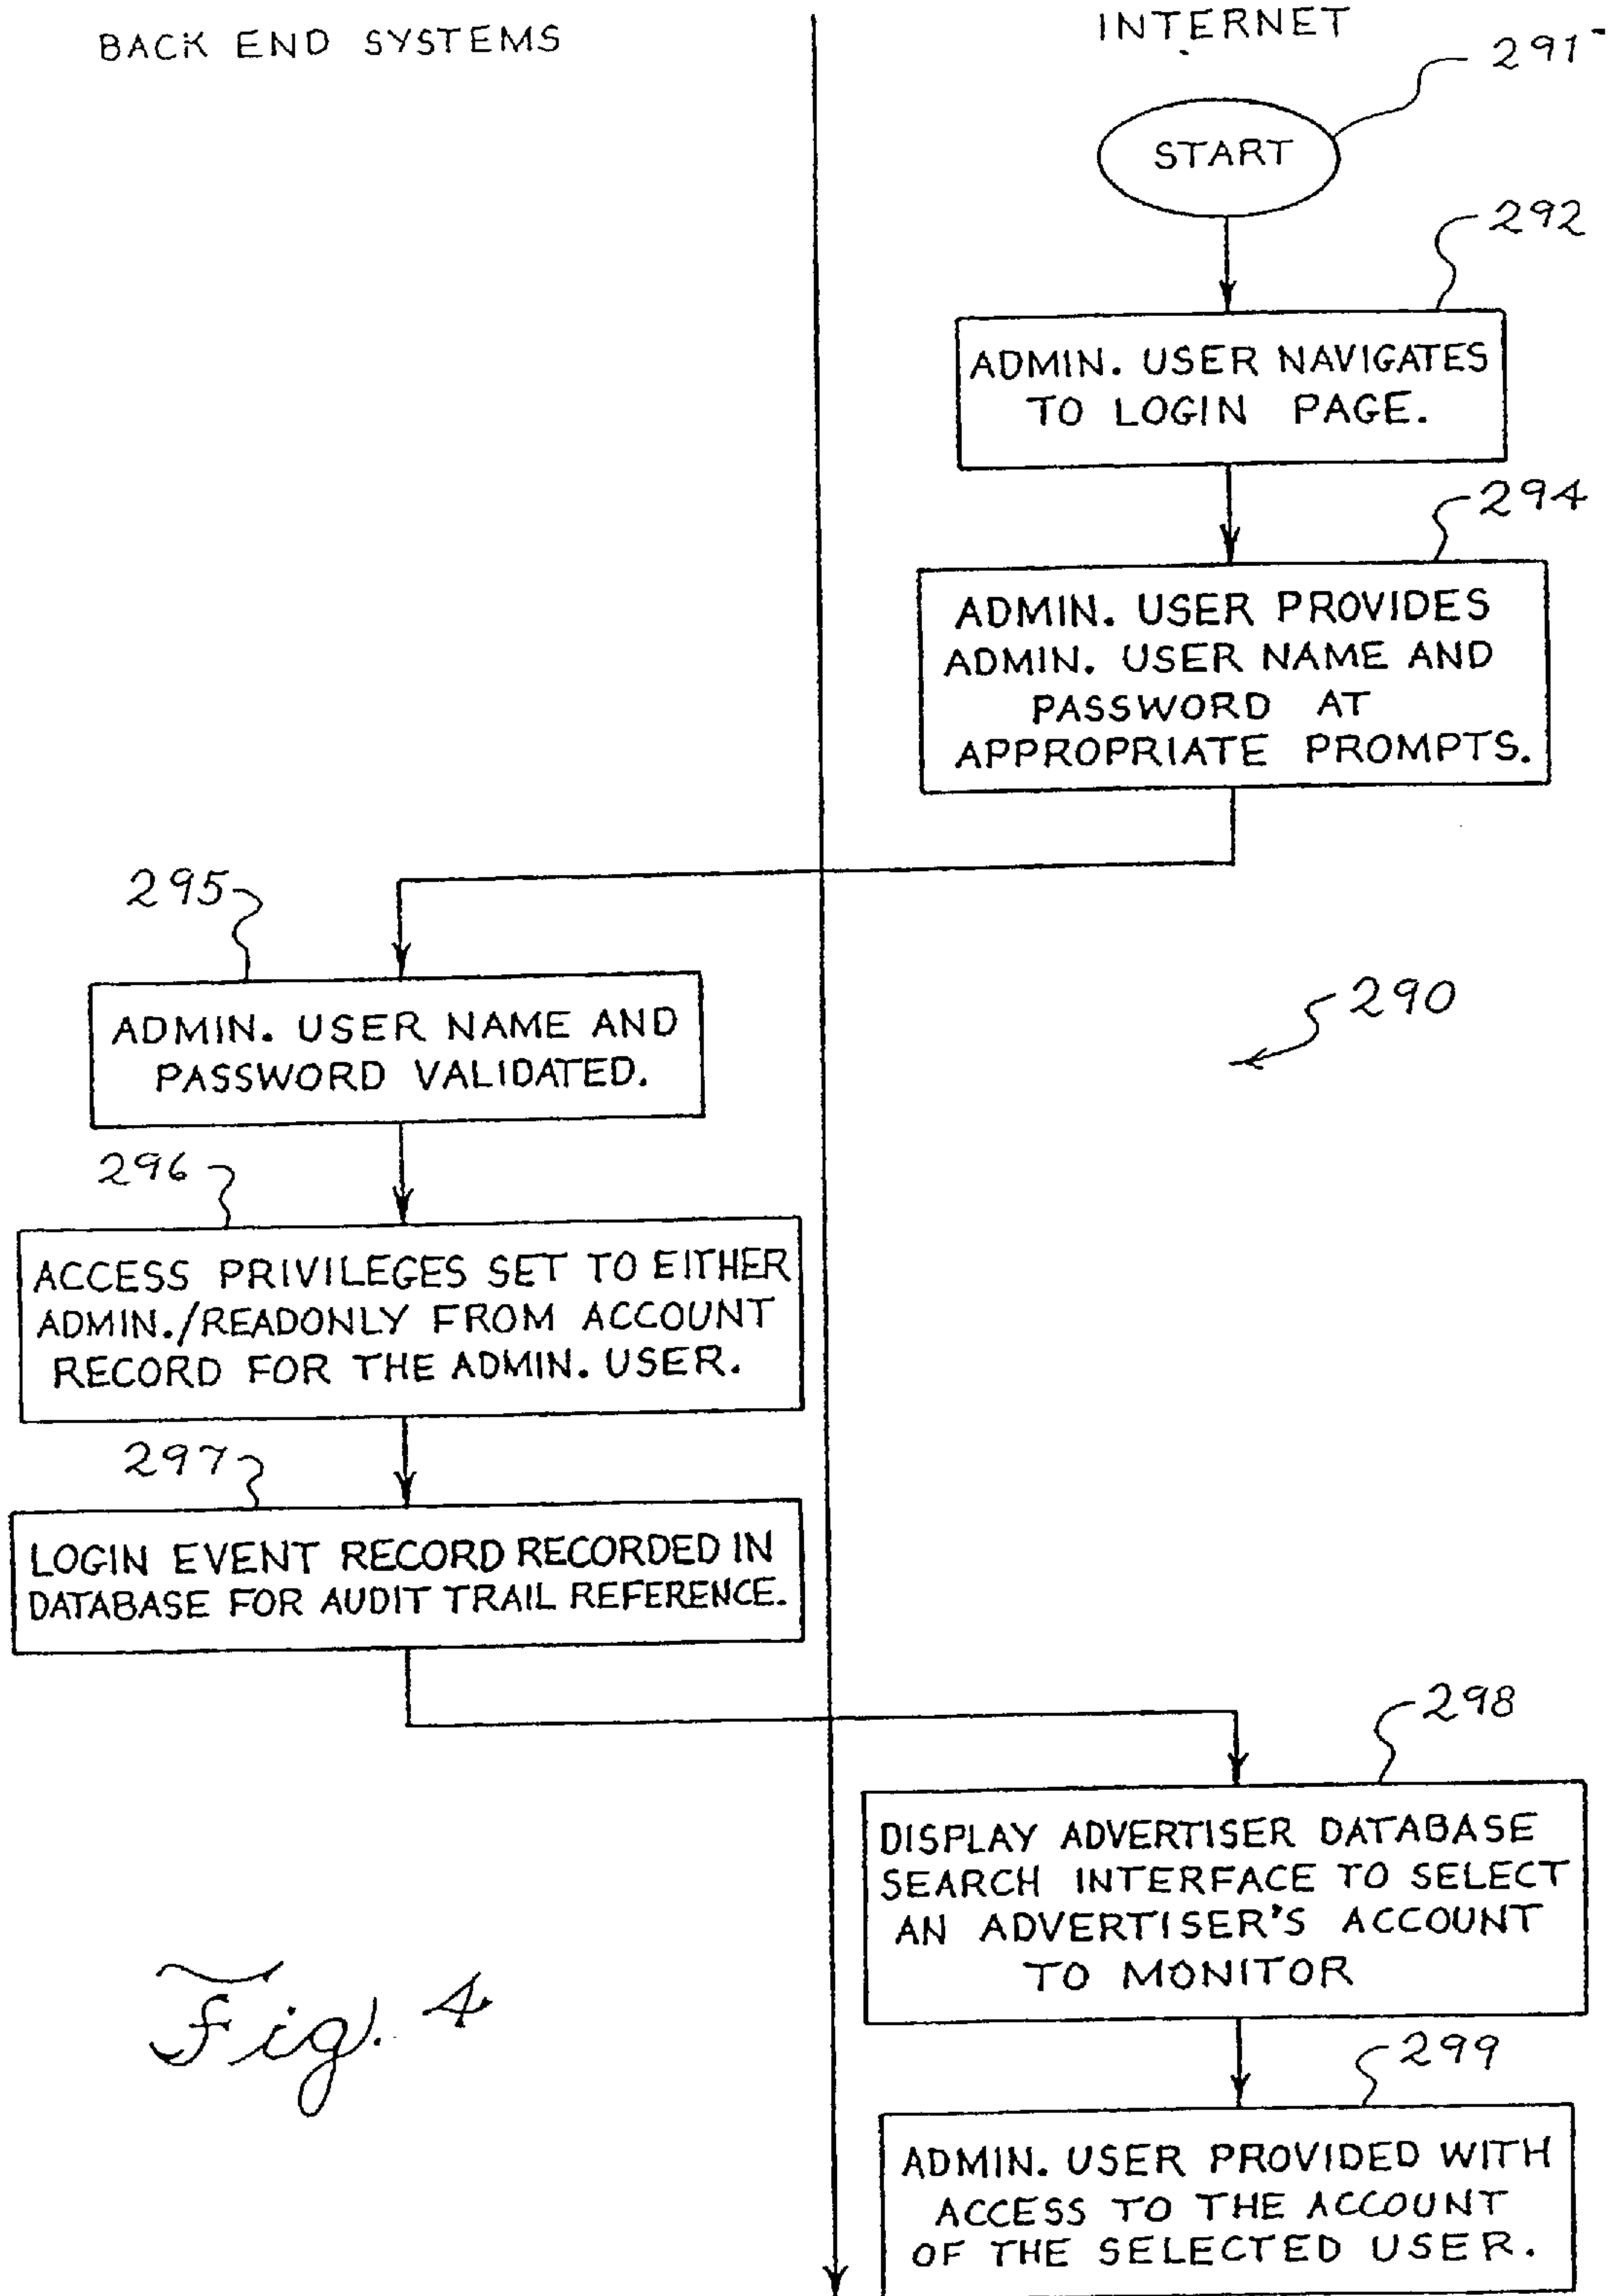 BACK END SYSTEMS
INTERNET
291
START
292
ADMIN. USER NAVIGATES
TO LOGIN PAGE.
294
ADMIN. USER PROVIDES
ADMIN. USER NAME AND
PASSWORD AT
APPROPRIATE PROMPTS.
295
ADMIN. USER NAME AND
PASSWORD VALIDATED.
290
296
ACCESS PRIVILEGES SET TO EITHER
ADMIN./READONLY FROM ACCOUNT
RECORD FOR THE ADMIN. USER.
297
LOGIN EVENT RECORD RECORDED IN
DATABASE FOR AUDIT TRAIL REFERENCE.
298
DISPLAY ADVERTISER DATABASE
SEARCH INTERFACE TO SELECT
AN ADVERTISER'S ACCOUNT
TO MONITOR
299
ADMIN. USER PROVIDED WITH
ACCESS TO THE ACCOUNT
OF THE SELECTED USER.
Fig. 4